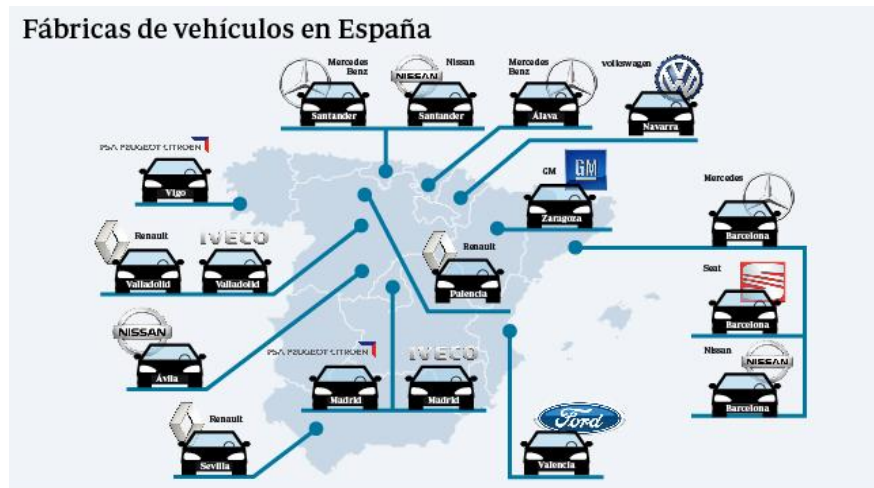 Fábricas de vehículos en España
Mercedes
Benz
Santander
NISSAN
Nissan
Santander
Mercedes
Benz
Álava
volkswagen
Navarra
PSA PEUGEOT CITROËN
Vigo
GM
GM
Zaragoza
Mercedes
Barcelona
Renault
Valladolid
IVECO
Valladolid
Renault
Palencia
Seat
Barcelona
NISSAN
Ávila
PSA PEUGEOT CITROËN
Madrid
IVECO
Madrid
Nissan
NISSAN
Barcelona
Renault
Sevilla
Ford
Valencia